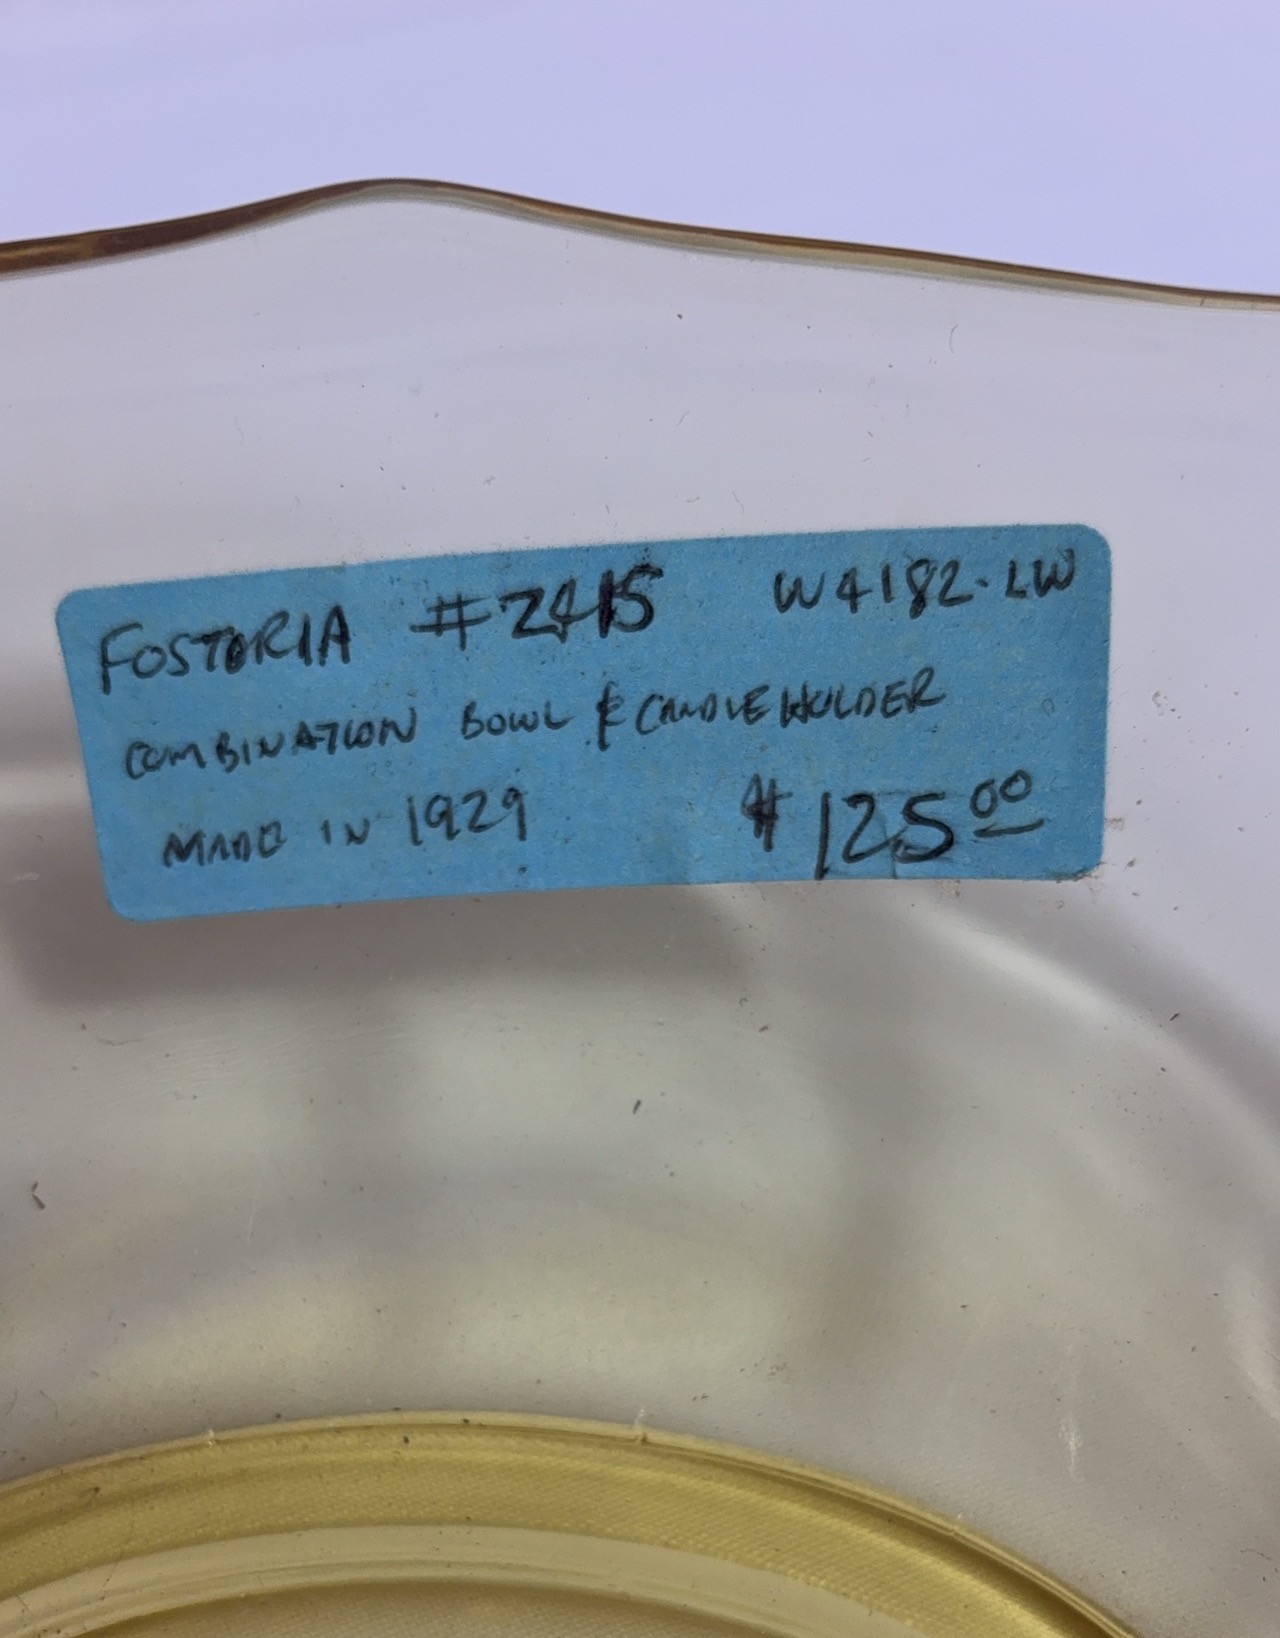 FOSTORIA #2415 W4182-LW
COMBINATION BOWL & CANDLEHOLDER
MADE IN 1929 $125.00